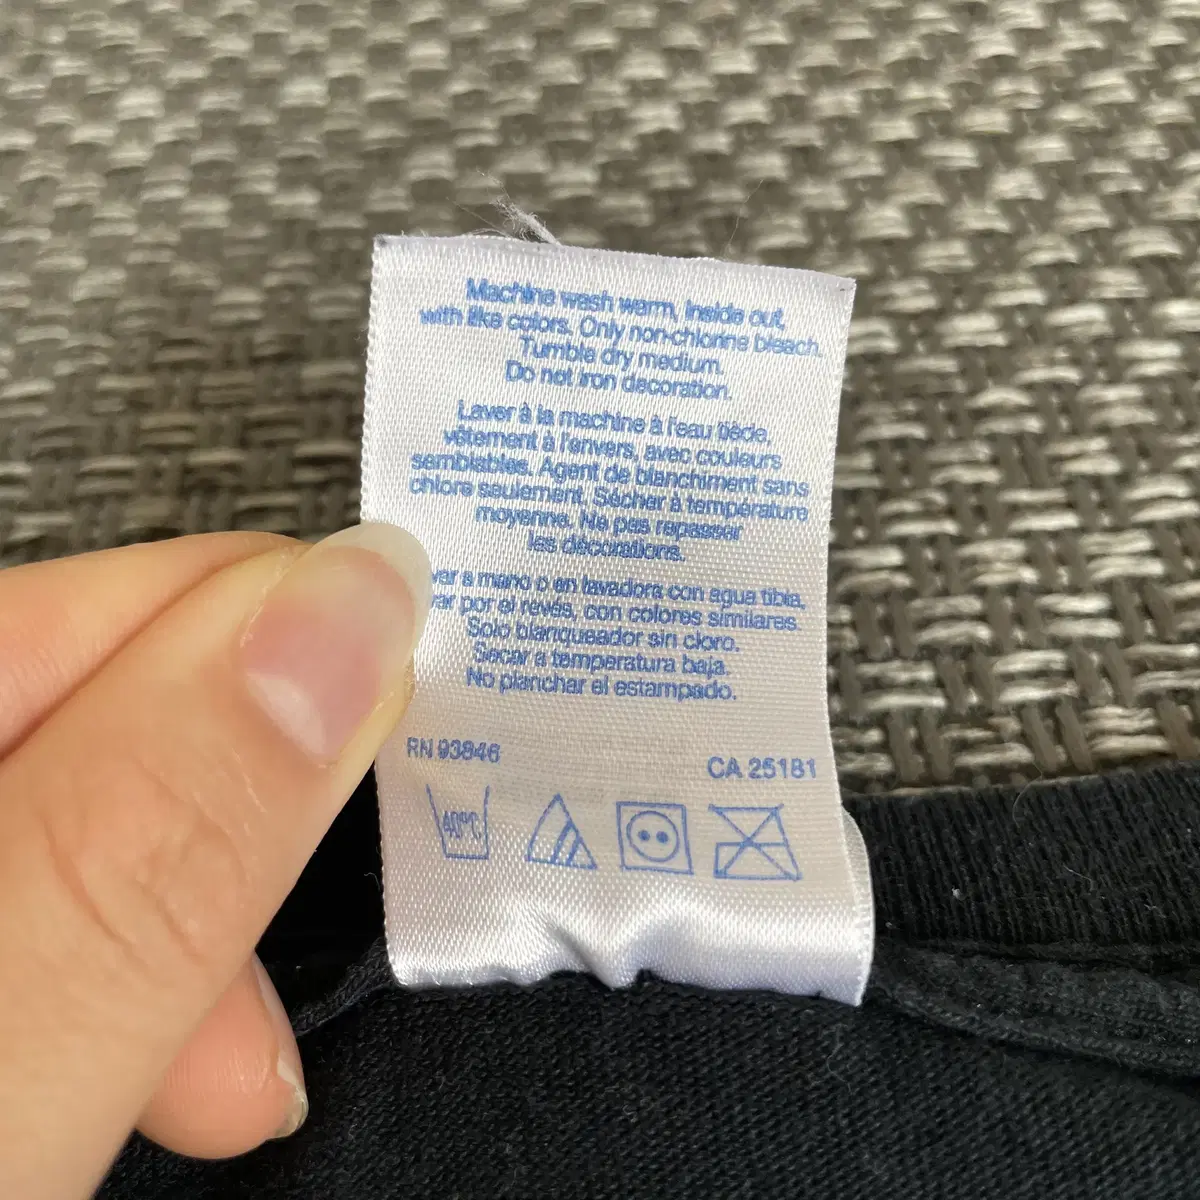 Machine wash warm, inside out,
with like colors. Only non-chlorine bleach.
Tumble dry medium.
Do not iron decoration.
Laver à la machine à l'eau tiède,
vêtement à l'envers, avec couleurs
semblables. Agent de blanchiment sans
chlore seulement. Sécher à température
moyenne. Ne pas repasser
les décorations.
a mano o en lavadora con agua tibia,
por el revés, con colores similares.
Solo blanqueador sin cloro.
Secar a temperatura baja.
No planchar el estampado.
RN 93846
CA 25181
40°C